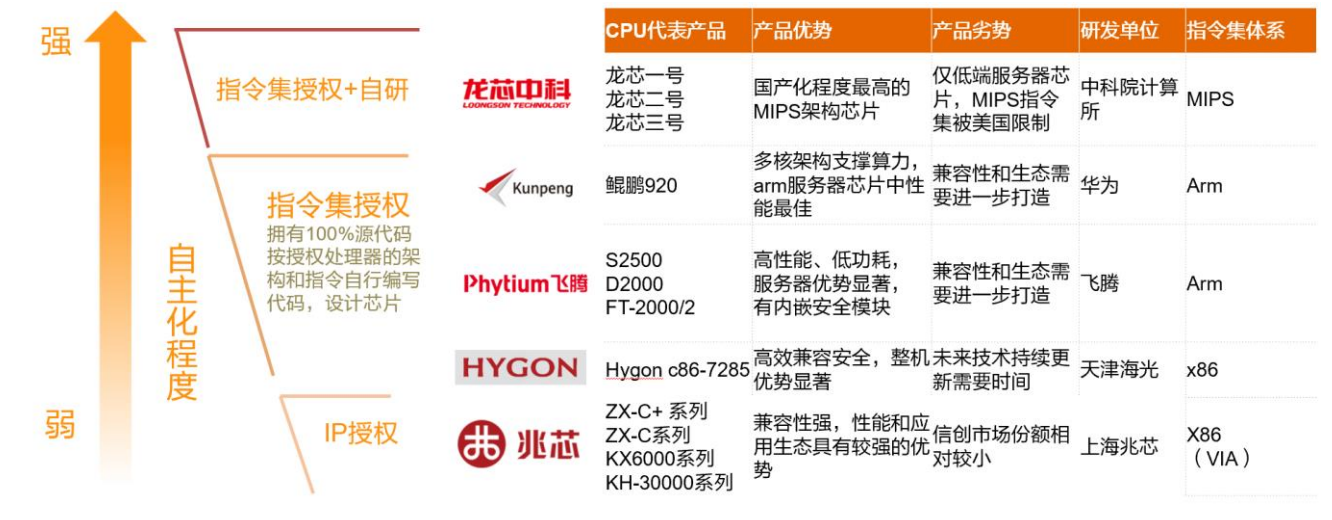 强
自主化程度
弱
指令集授权+自研
指令集授权
拥有100%源代码
按授权处理器的架
构和指令自行编写
代码，设计芯片
IP授权
CPU代表产品 产品优势 产品劣势 研发单位 指令集体系
龙芯中科
LOONGSON TECHNOLOGY
龙芯一号
龙芯二号
龙芯三号
国产化程度最高的
MIPS架构芯片
仅低端服务器芯
片，MIPS指令
集被美国限制
中科院计算
所
MIPS
Kunpeng
鲲鹏920
多核架构支撑算力，
arm服务器芯片中性
能最佳
兼容性和生态需
要进一步打造
华为
Arm
Phytium飞腾
S2500
D2000
FT-2000/2
高性能、低功耗，
服务器优势显著，
有内嵌安全模块
兼容性和生态需
要进一步打造
飞腾
Arm
HYGON
Hygon c86-7285
高效兼容安全，整机
优势显著
未来技术持续更
新需要时间
天津海光
x86
兆芯
ZX-C+ 系列
ZX-C系列
KX6000系列
KH-30000系列
兼容性强，性能和应
用生态具有较强的优
势
信创市场份额相
对较小
上海兆芯
X86
（VIA）